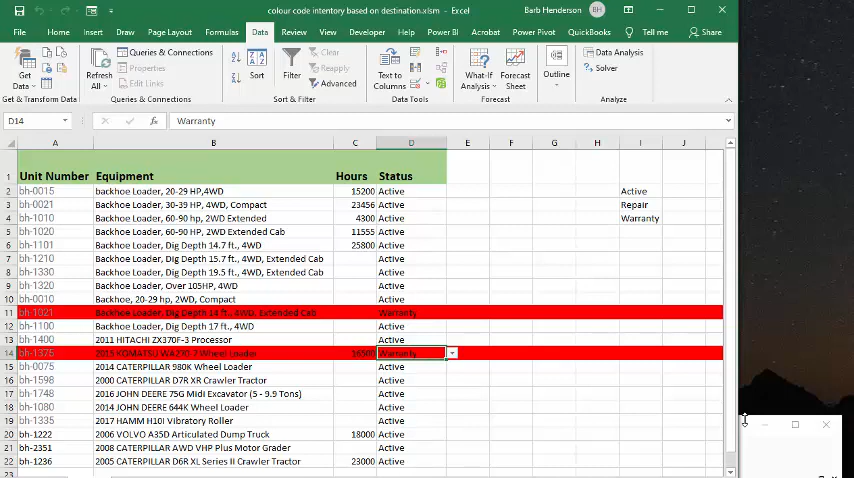 colour code intentory based on destination.xlsm - Excel
Barb Henderson BH
File Home Insert Draw Page Layout Formulas Data Review View Developer Help Power BI Acrobat Power Pivot QuickBooks Tell me Share
Get Data
Refresh All
Queries & Connections
Properties
Edit Links
Sort
Filter
Clear
Reapply
Advanced
Text to Columns
What-If Analysis
Forecast Sheet
Outline
Data Analysis
Solver
Get & Transform Data Queries & Connections Sort & Filter Data Tools Forecast Analyze
D14 fx Warranty
A B C D E F G H I J
1 Unit Number Equipment Hours Status
2 bh-0015 backhoe Loader, 20-29 HP,4WD 15200 Active Active
3 bh-0021 Backhoe Loader, 30-39 HP, 4WD, Compact 23456 Active Repair
4 bh-1010 Backhoe Loader, 60-90 hp, 2WD Extended 4300 Active Warranty
5 bh-1020 Backhoe Loader, 60-90 hp, 2WD 11555 Active
6 bh-1101 Backhoe Loader, Dig Depth 14.7 ft., 4WD 25800 Active
7 bh-1210 Backhoe Loader, Dig Depth 15.7 ft., 4WD, Extended Cab Active
8 bh-1330 Backhoe Loader, Dig Depth 19.5 ft., 4WD, Extended Cab Active
9 bh-1320 Backhoe Loader, Over 105HP, 4WD Active
10 bh-0010 Backhoe, 20-29 hp, 2WD, Compact Active
11 bh-1021 Backhoe Loader, Dig Depth 14 ft., 4WD, Extended Cab Warranty
12 bh-1100 Backhoe Loader, Dig Depth 17 ft., 4WD Active
13 bh-1400 2011 HITACHI ZX370F-3 Processor Active
14 bh-1375 2015 KOMATSU WA270-7 Wheel Loader 16500 Warranty
15 bh-0075 2014 CATERPILLAR 980K Wheel Loader Active
16 bh-1598 2000 CATERPILLAR D7R XR Crawler Tractor Active
17 bh-1748 2016 JOHN DEERE 75G Midi Excavator (5 - 9.9 Tons) Active
18 bh-1080 2014 JOHN DEERE 644K Wheel Loader Active
19 bh-1335 2019 HAMM H10I Vibratory Roller Active
20 bh-1222 2006 VOLVO A35D Articulated Dump Truck 18000 Active
21 bh-2351 2008 CATERPILLAR AWD VHP Plus Motor Grader Active
22 bh-1236 2005 CATERPILLAR D6R XL Series II Crawler Tractor 23000 Active
23